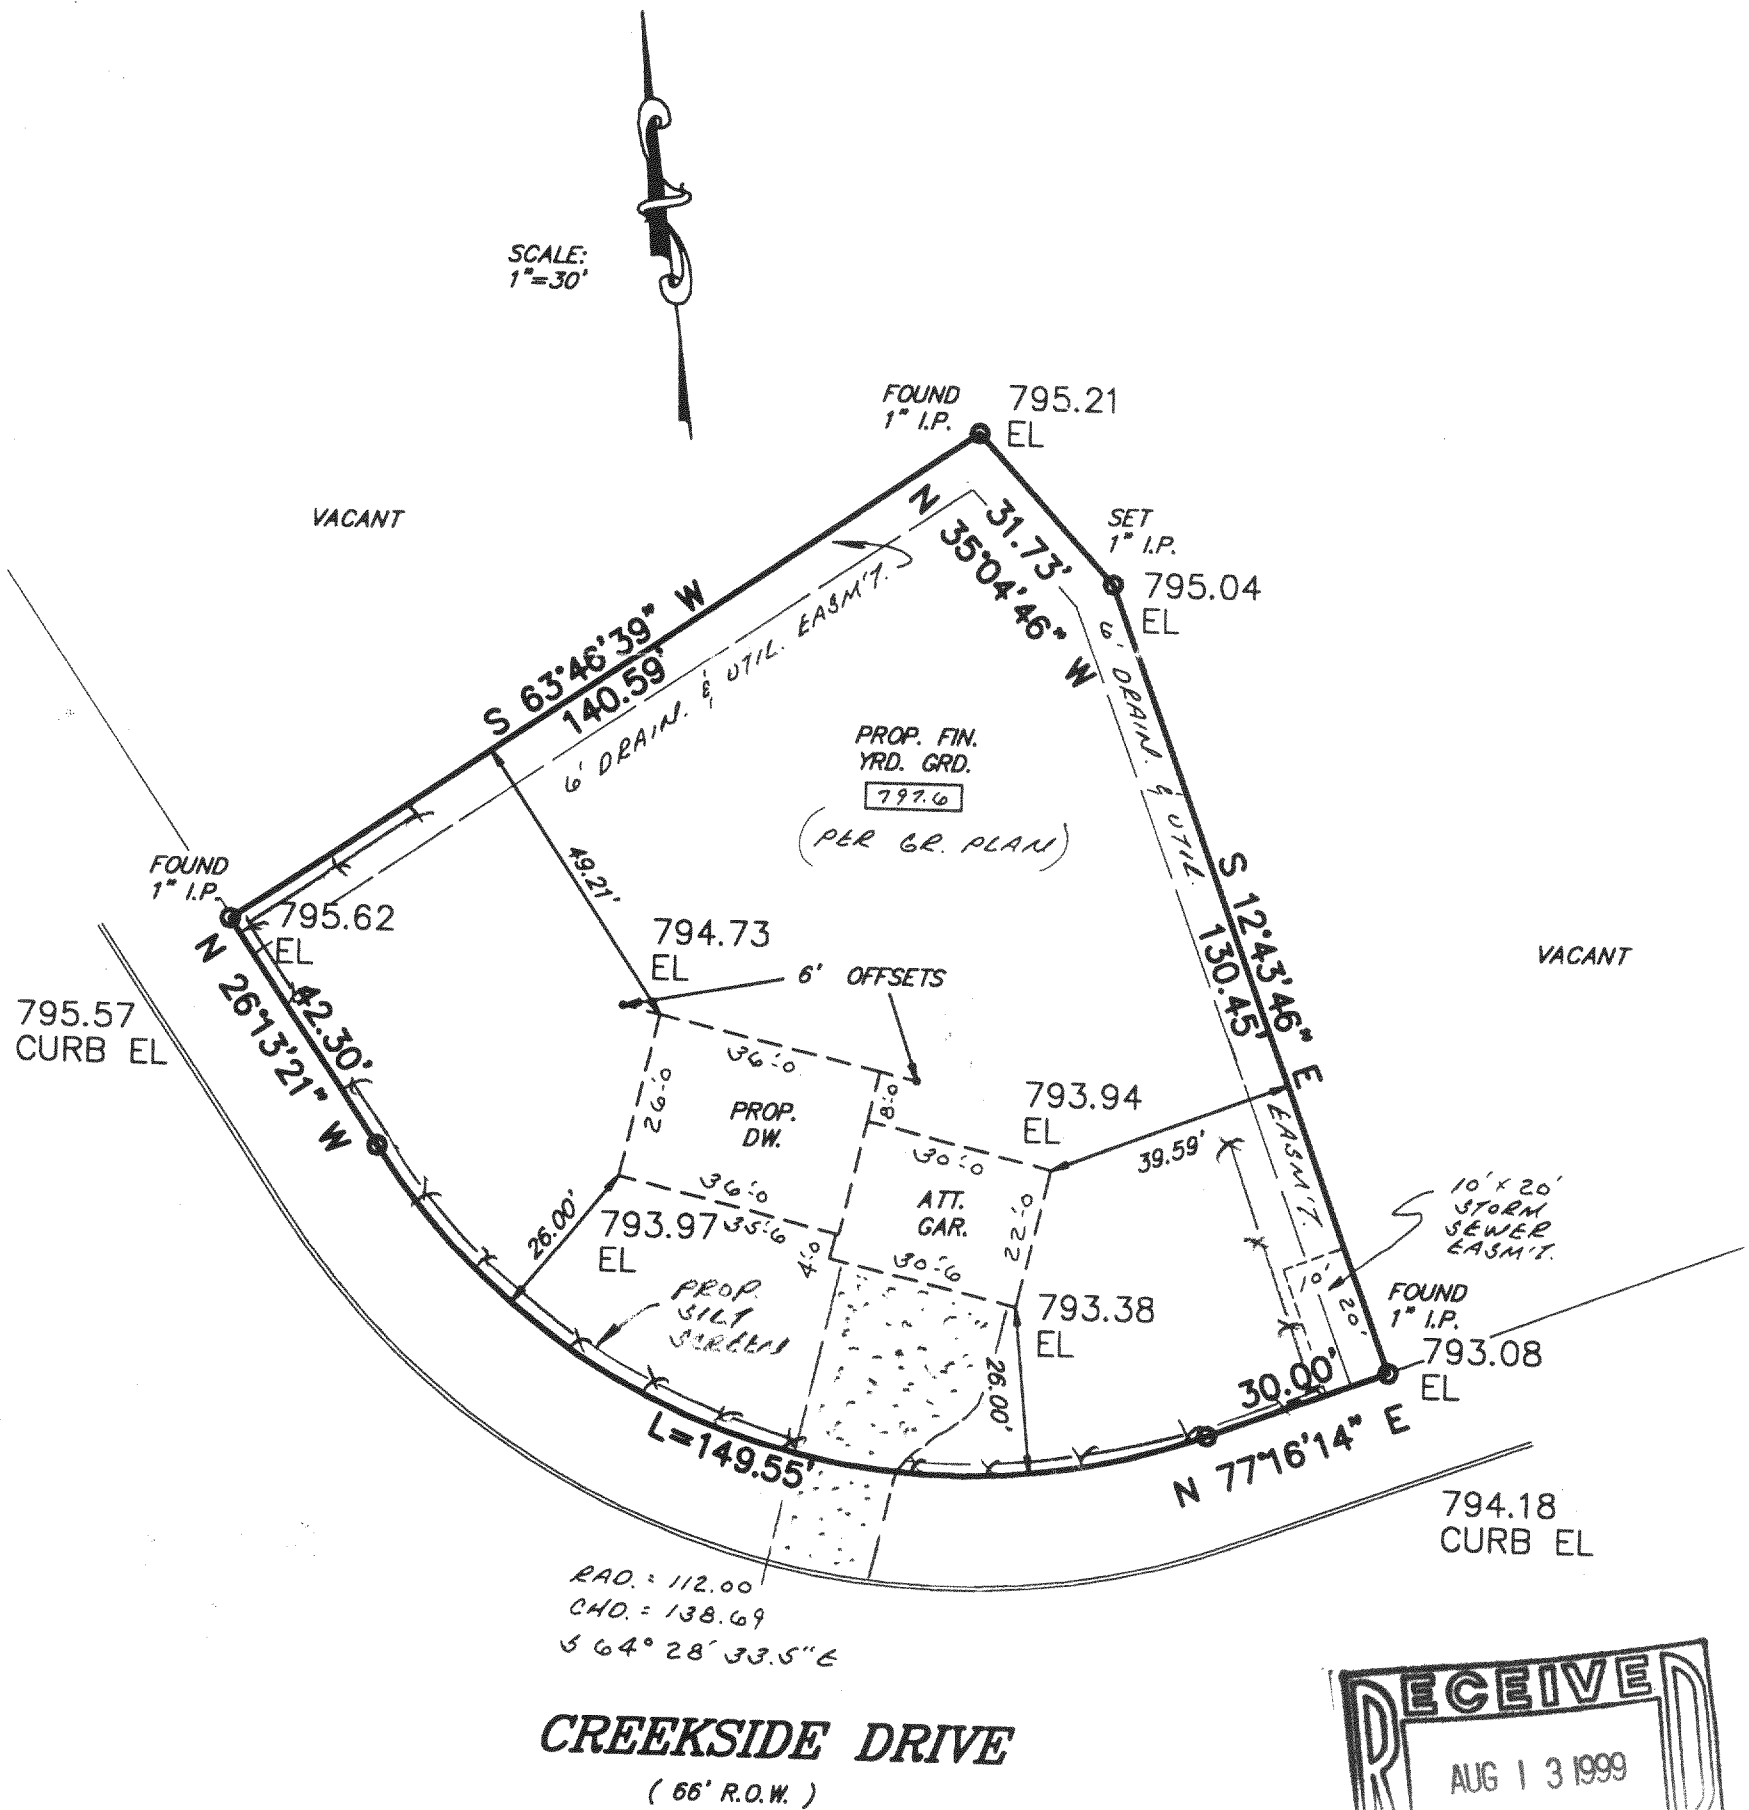 SCALE:
1"=30'
FOUND
1" I.P.
795.21
EL
VACANT
SET
1" I.P.
795.04
EL
N 35°04'46" W
31.73'
S 63°46'39" W
140.59'
6' DRAIN. & UTIL. EASM'T.
6' DRAIN. & UTIL. EASM'T.
PROP. FIN.
YRD. GRD.
797.6
(PER GR. PLAN)
S 12°43'46" E
130.45'
FOUND
1" I.P.
795.62
EL
49.21'
794.73
EL
6' OFFSETS
VACANT
795.57
CURB EL
N 26°13'21" W
42.30'
36'-0
26'-0
PROP.
DW.
8'-0
793.94
EL
39.59'
30'-0
36'-0
ATT.
GAR.
22'-0
26.00'
793.97
EL
35'-6
4'-0
30'-6
10' x 20'
STORM
SEWER
EASM'T.
10'
20'
PROP.
SILT
SCREEN
793.38
EL
FOUND
1" I.P.
793.08
EL
26.00'
30.00'
L=149.55'
N 77°16'14" E
794.18
CURB EL
RAD. = 112.00
CHD. = 138.69
S 64° 28' 33.5" E
CREEKSIDE DRIVE
( 66' R.O.W. )
RECEIVED
AUG 13 1999